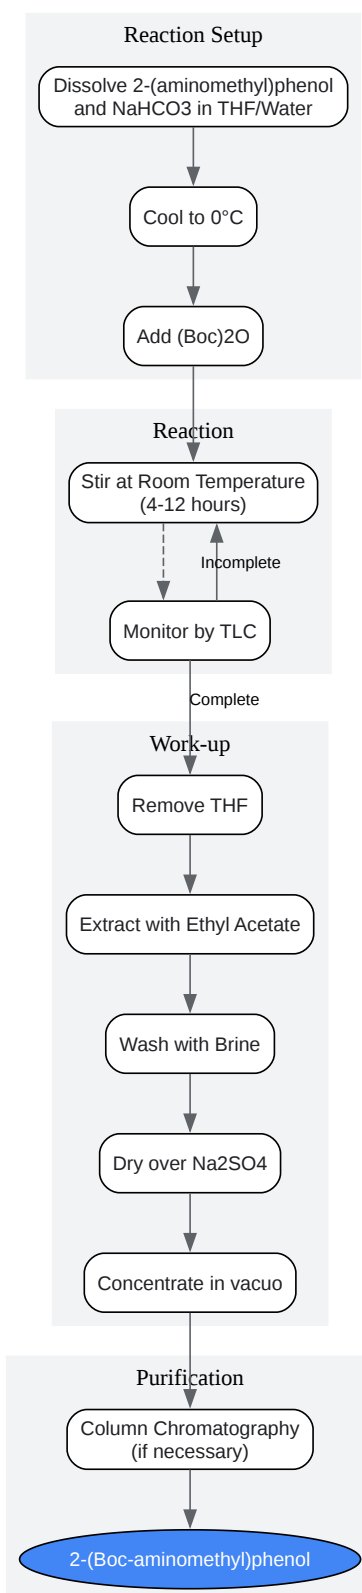 Reaction Setup
Dissolve 2-(aminomethyl)phenol
and NaHCO3 in THF/Water
Cool to 0°C
Add (Boc)2O
Reaction
Stir at Room Temperature
(4-12 hours)
Incomplete
Monitor by TLC
Complete
Work-up
Remove THF
Extract with Ethyl Acetate
Wash with Brine
Dry over Na2SO4
Concentrate in vacuo
Purification
Column Chromatography
(if necessary)
2-(Boc-aminomethyl)phenol